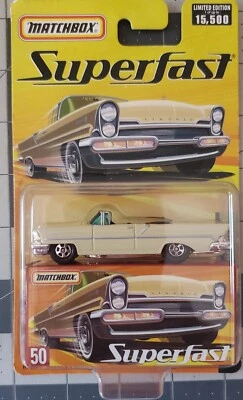 MATCHBOX
LIMITED EDITION
15,500
Superfast
MATCHBOX
50
Superfast